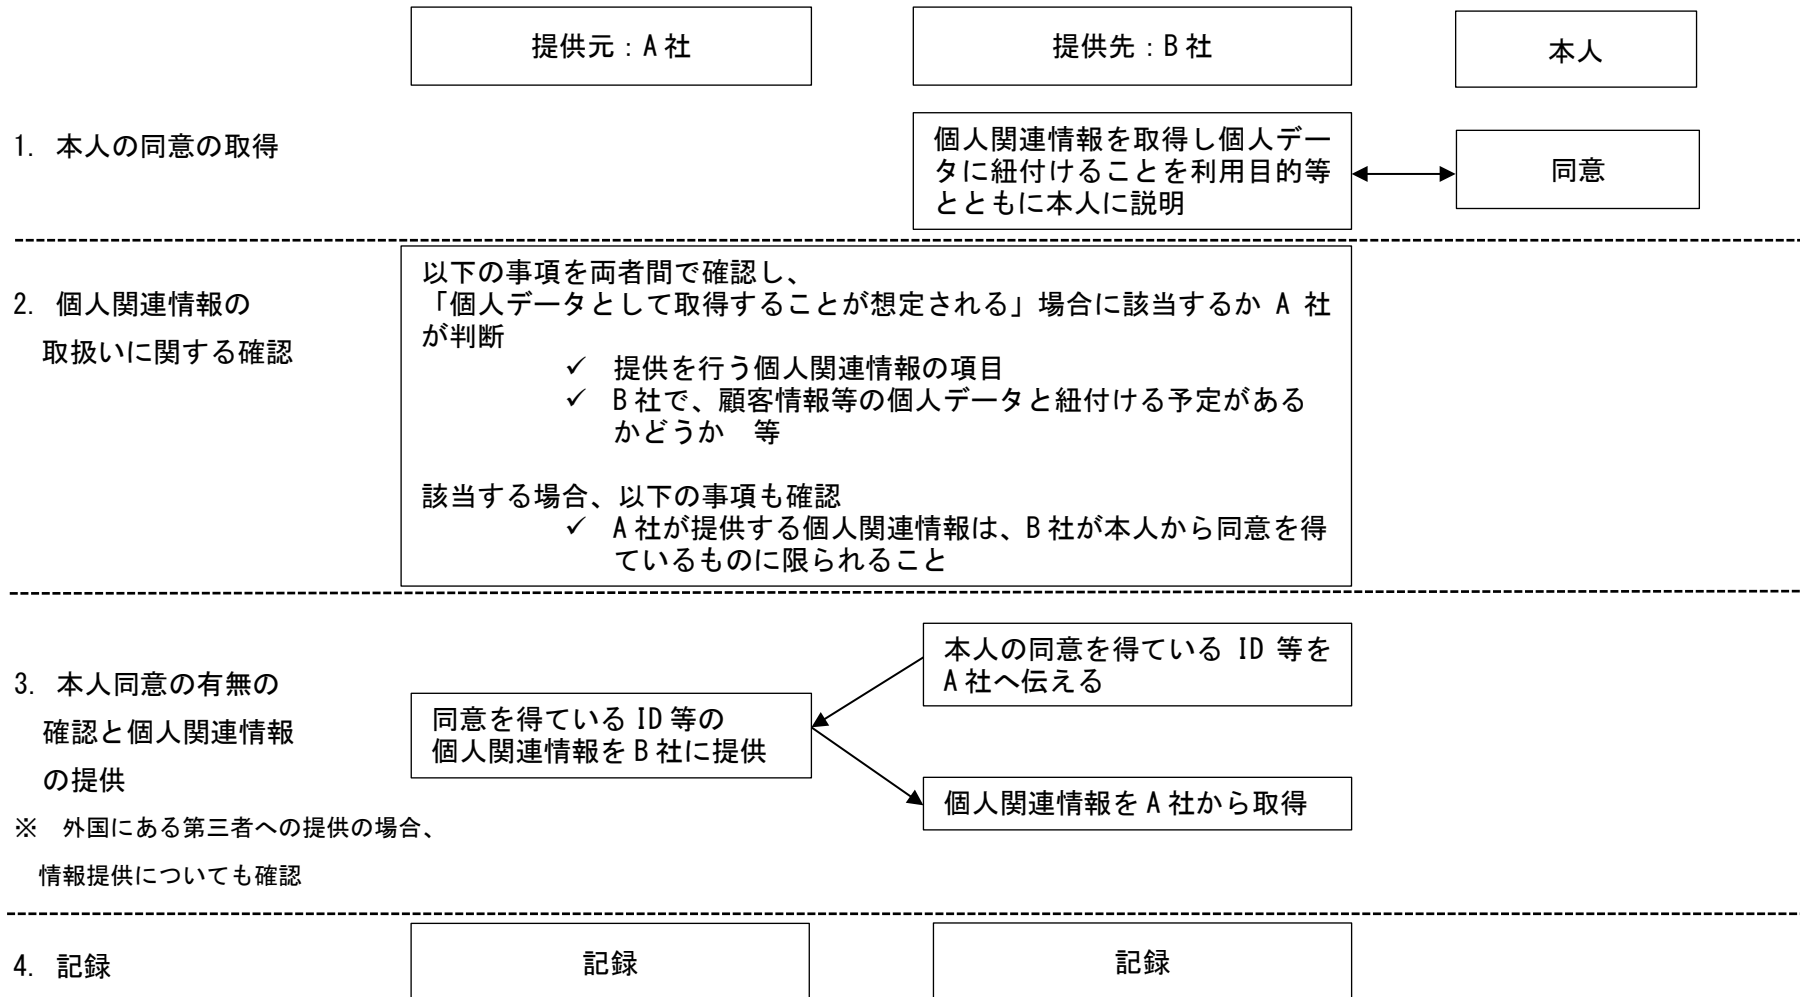 提供元：A社
提供先：B社
本人
1. 本人の同意の取得
個人関連情報を取得し個人デー
タに紐付けることを利用目的等
とともに本人に説明
同意
2. 個人関連情報の
取扱いに関する確認
以下の事項を両者間で確認し、
「個人データとして取得することが想定される」場合に該当するか A 社
が判断
✓ 提供を行う個人関連情報の項目
✓ B社で、顧客情報等の個人データと紐付ける予定がある
かどうか　等
該当する場合、以下の事項も確認
✓ A社が提供する個人関連情報は、B社が本人から同意を得
ているものに限られること
3. 本人同意の有無の
確認と個人関連情報
の提供
※　外国にある第三者への提供の場合、
情報提供についても確認
同意を得ている ID 等の
個人関連情報をB社に提供
本人の同意を得ている ID 等を
A社へ伝える
個人関連情報をA社から取得
4. 記録
記録
記録